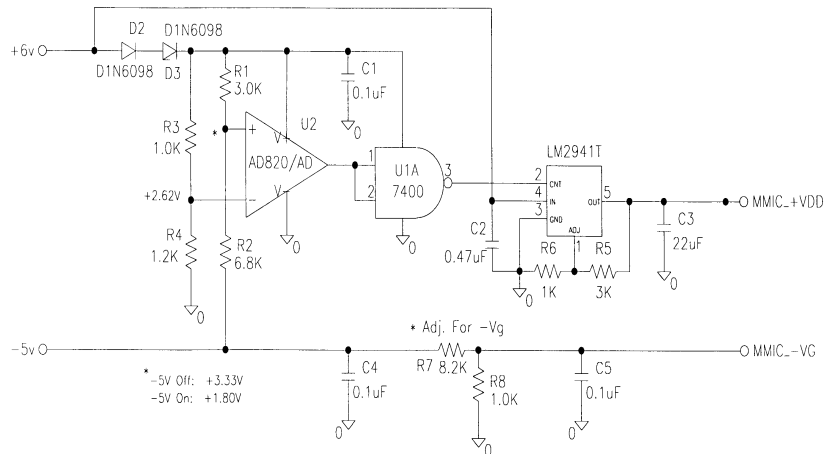 D2
D1N6098
+6v
D1N6098
D3
R1
3.0K
C1
0.1uF
0
R3
1.0K
*
+
V+
U2
AD820/AD
-
V-
+2.62V
1
2
U1A
7400
3
0
0
LM2941T
2
4
3
CNT
IN
GND
OUT
ADJ
5
1
MMIC_+VDD
R4
1.2K
0
R2
6.8K
C2
0.47uF
R6
1K
R5
3K
0
C3
22uF
0
* Adj. For -Vg
-5v
MMIC_-VG
*
-5V Off: +3.33V
-5V On: +1.80V
C4
0.1uF
0
R7
8.2K
R8
1.0K
0
C5
0.1uF
0